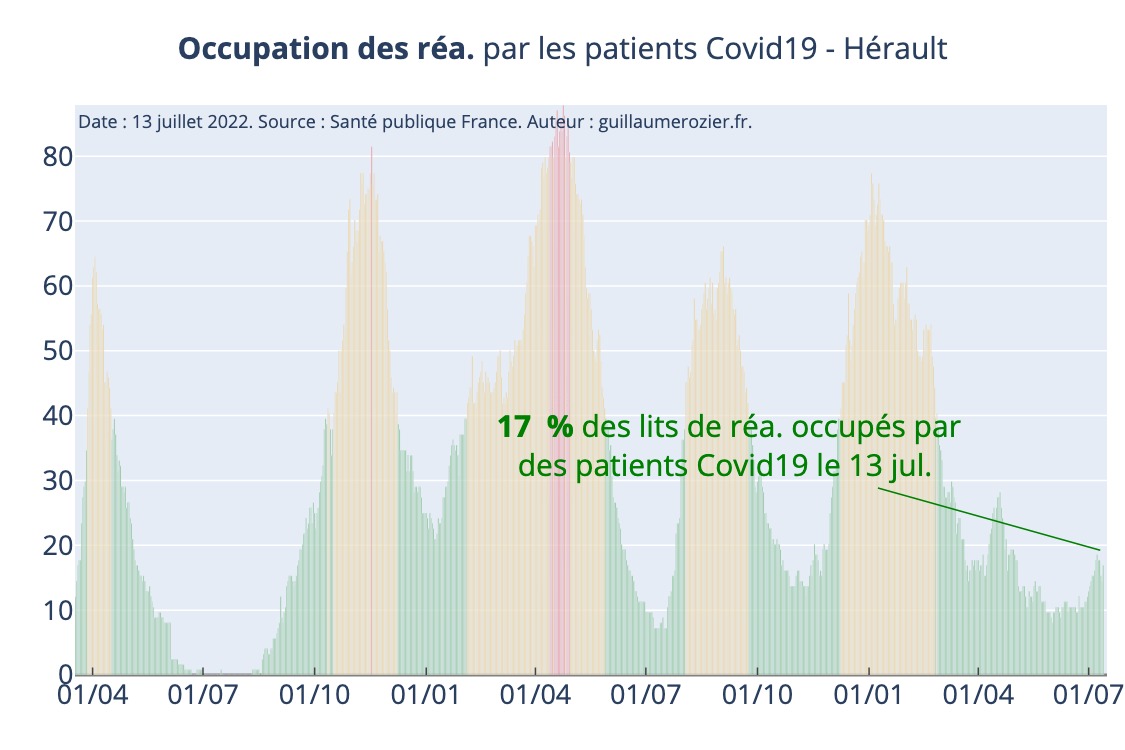 Occupation des réa. par les patients Covid19 - Hérault
Date : 13 juillet 2022. Source : Santé publique France. Auteur : guillaumerozier.fr.
80
70
60
50
40
30
20
10
0
17 % des lits de réa. occupés par
des patients Covid19 le 13 jul.
01/04 01/07 01/10 01/01 01/04 01/07 01/10 01/01 01/04 01/07